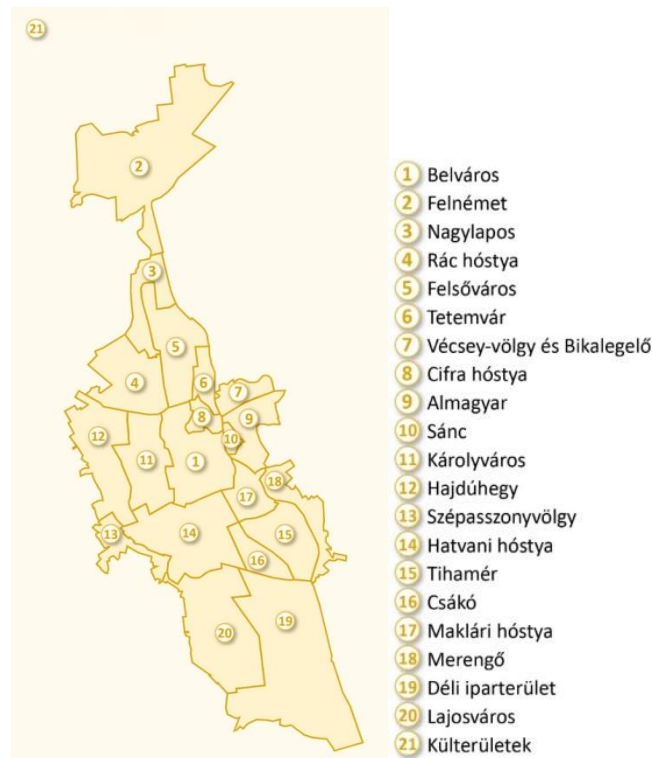 21
2
3
5
4
6
7
8
9
12
10
11
1
18
17
13
14
15
16
19
20
1 Belváros
2 Felnémet
3 Nagylapos
4 Rác hóstya
5 Felsőváros
6 Tetemvár
7 Vécsey-völgy és Bikalegelő
8 Cifra hóstya
9 Almagyar
10 Sánc
11 Károlyváros
12 Hajdúhegy
13 Szépasszonyvölgy
14 Hatvani hóstya
15 Tihamér
16 Csákó
17 Maklári hóstya
18 Merengő
19 Déli iparterület
20 Lajosváros
21 Külterületek